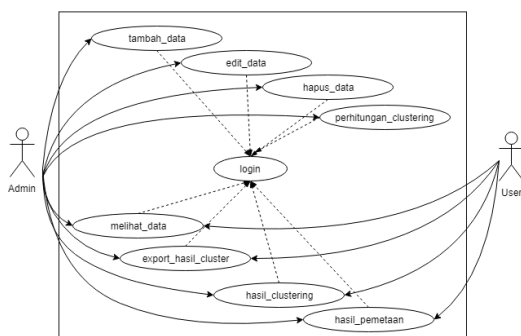 tambah_data
edit_data
hapus_data
perhitungan_clustering
login
Admin
User
melihat_data
export_hasil_cluster
hasil_clustering
hasil_pemetaan